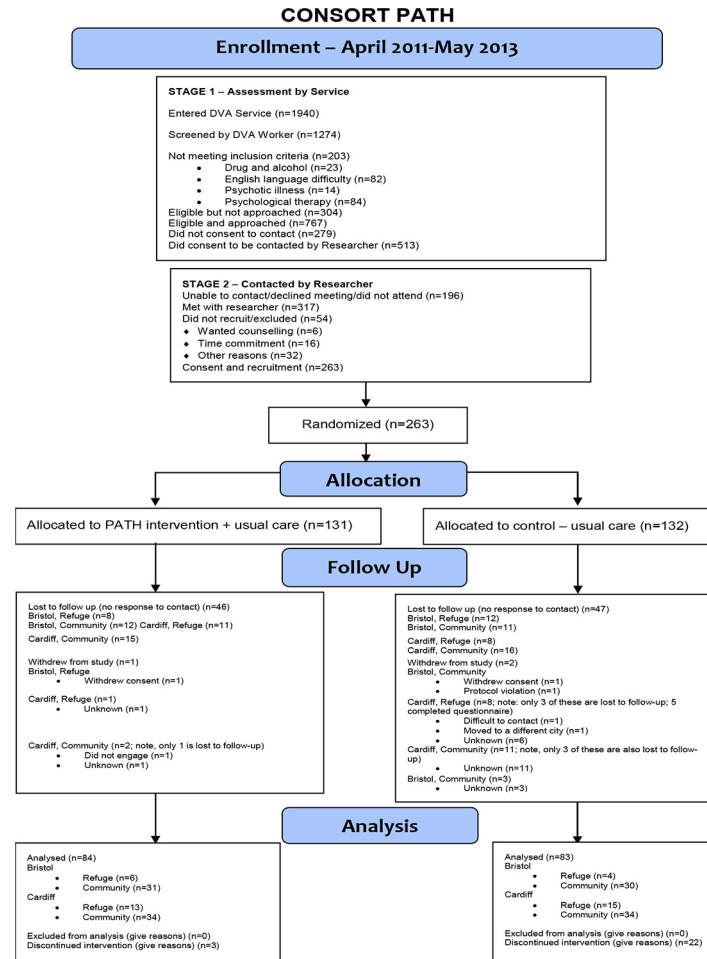 CONSORT PATH
Enrollment – April 2011-May 2013
STAGE 1 – Assessment by Service
Entered DVA Service (n=1940)
Screened by DVA Worker (n=1274)
Not meeting inclusion criteria (n=203)
• Drug and alcohol (n=23)
• English language difficulty (n=82)
• Psychotic illness (n=14)
• Psychological therapy (n=84)
Eligible but not approached (n=304)
Eligible and approached (n=767)
Did not consent to contact (n=279)
Did consent to be contacted by Researcher (n=513)
STAGE 2 – Contacted by Researcher
Unable to contact/declined meeting/did not attend (n=196)
Met with researcher (n=317)
Did not recruit/excluded (n=54)
◆ Wanted counselling (n=6)
◆ Time commitment (n=16)
◆ Other reasons (n=32)
Consent and recruitment (n=263)
Randomized (n=263)
Allocation
Allocated to PATH intervention + usual care (n=131)
Allocated to control – usual care (n=132)
Follow Up
Lost to follow up (no response to contact) (n=46)
Bristol, Refuge (n=8)
Bristol, Community (n=12) Cardiff, Refuge (n=11)
Cardiff, Community (n=15)
Withdrew from study (n=1)
Bristol, Refuge
• Withdrew consent (n=1)
Cardiff, Refuge (n=1)
• Unknown (n=1)
Cardiff, Community (n=2; note, only 1 is lost to follow-up)
• Did not engage (n=1)
• Unknown (n=1)
Lost to follow up (no response to contact) (n=47)
Bristol, Refuge (n=12)
Bristol, Community (n=11)
Cardiff, Refuge (n=8)
Cardiff, Community (n=16)
Withdrew from study (n=2)
Bristol, Community
• Withdrew consent (n=1)
• Protocol violation (n=1)
Cardiff, Refuge (n=8; note: only 3 of these are lost to follow-up; 5
completed questionnaire)
• Difficult to contact (n=1)
• Moved to a different city (n=1)
• Unknown (n=6)
Cardiff, Community (n=11; note, only 3 of these are also lost to follow-
up)
• Unknown (n=11)
Bristol, Community (n=3)
• Unknown (n=3)
Analysis
Analysed (n=84)
Bristol
• Refuge (n=6)
• Community (n=31)
Cardiff
• Refuge (n=13)
• Community (n=34)
Excluded from analysis (give reasons) (n=0)
Discontinued intervention (give reasons) (n=3)
Analysed (n=83)
Bristol
• Refuge (n=4)
• Community (n=30)
Cardiff
• Refuge (n=15)
• Community (n=34)
Excluded from analysis (give reasons) (n=0)
Discontinued intervention (give reasons) (n=22)